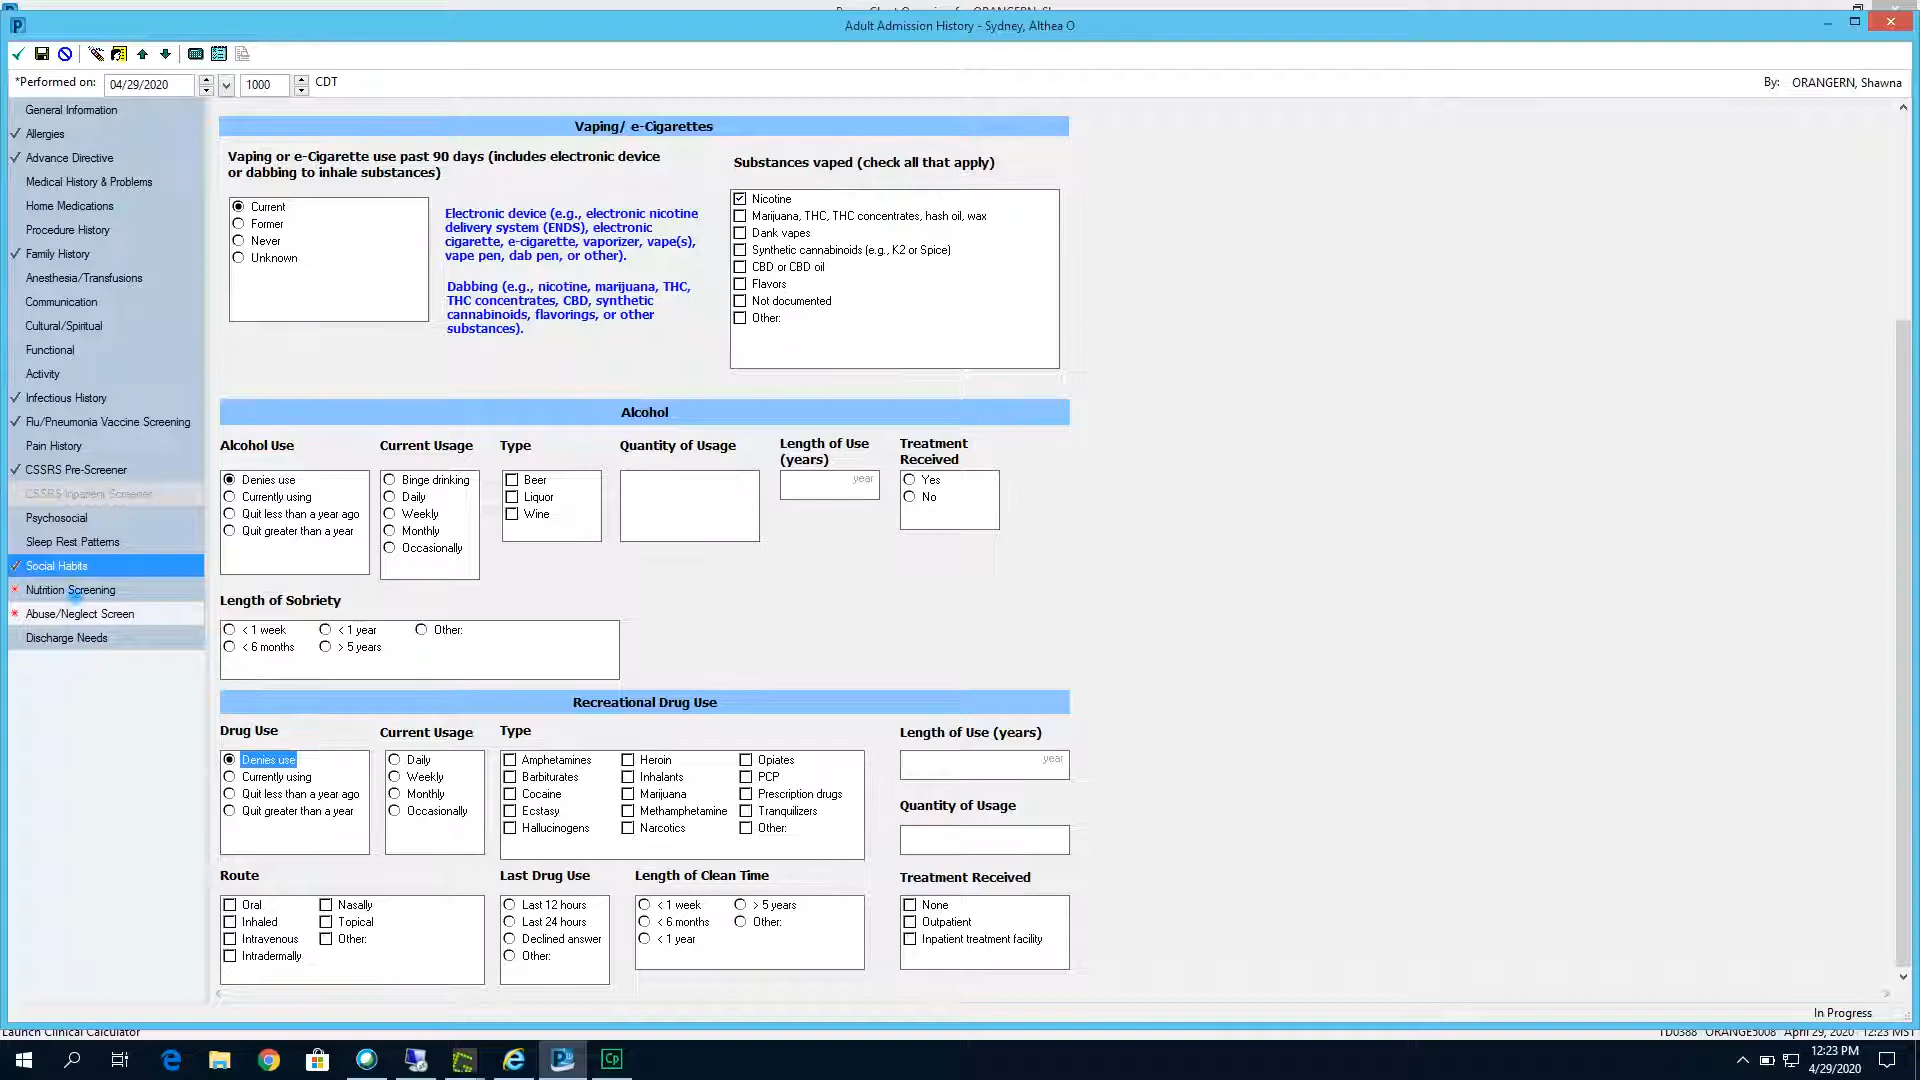 Adult Admission History - Sydney, Althea O
*Performed on: 04/29/2020 1000 CDT By: ORANGERN, Shawna
General Information
Allergies
Advance Directive
Medical History & Problems
Home Medications
Procedure History
Family History
Anesthesia/Transfusions
Communication
Cultural/Spiritual
Functional
Activity
Infectious History
Flu/Pneumonia Vaccine Screening
Pain History
CSSRS Pre-Screener
CSSRS Inpatient Screener
Psychosocial
Sleep Rest Patterns
Social Habits
Nutrition Screening
Abuse/Neglect Screen
Discharge Needs
Vaping/ e-Cigarettes
Vaping or e-Cigarette use past 90 days (includes electronic device
or dabbing to inhale substances)
Current
Former
Never
Unknown
Electronic device (e.g., electronic nicotine
delivery system (ENDS), electronic
cigarette, e-cigarette, vaporizer, vape(s),
vape pen, dab pen, or other).
Dabbing (e.g., nicotine, marijuana, THC,
THC concentrates, CBD, synthetic
cannabinoids, flavorings, or other
substances).
Substances vaped (check all that apply)
Nicotine
Marijuana, THC, THC concentrates, hash oil, wax
Dank vapes
Synthetic cannabinoids (e.g., K2 or Spice)
CBD or CBD oil
Flavors
Not documented
Other:
Alcohol
Alcohol Use
Denies use
Currently using
Quit less than a year ago
Quit greater than a year
Current Usage
Binge drinking
Daily
Weekly
Monthly
Occasionally
Type
Beer
Liquor
Wine
Quantity of Usage
Length of Use
(years)
year
Treatment
Received
Yes
No
Length of Sobriety
< 1 week < 1 year Other:
< 6 months > 5 years
Recreational Drug Use
Drug Use
Denies use
Currently using
Quit less than a year ago
Quit greater than a year
Current Usage
Daily
Weekly
Monthly
Occasionally
Type
Amphetamines Heroin Opiates
Barbiturates Inhalants PCP
Cocaine Marijuana Prescription drugs
Ecstasy Methamphetamine Tranquilizers
Hallucinogens Narcotics Other:
Length of Use (years)
year
Quantity of Usage
Route
Oral Nasally
Inhaled Topical
Intravenous Other:
Intradermally
Last Drug Use
Last 12 hours
Last 24 hours
Declined answer
Other:
Length of Clean Time
< 1 week > 5 years
< 6 months Other:
< 1 year
Treatment Received
None
Outpatient
Inpatient treatment facility
In Progress
Launch Clinical Calculator
TD0388 ORANGE5008 April 29, 2020 12:23 MST
Cp
12:23 PM
4/29/2020